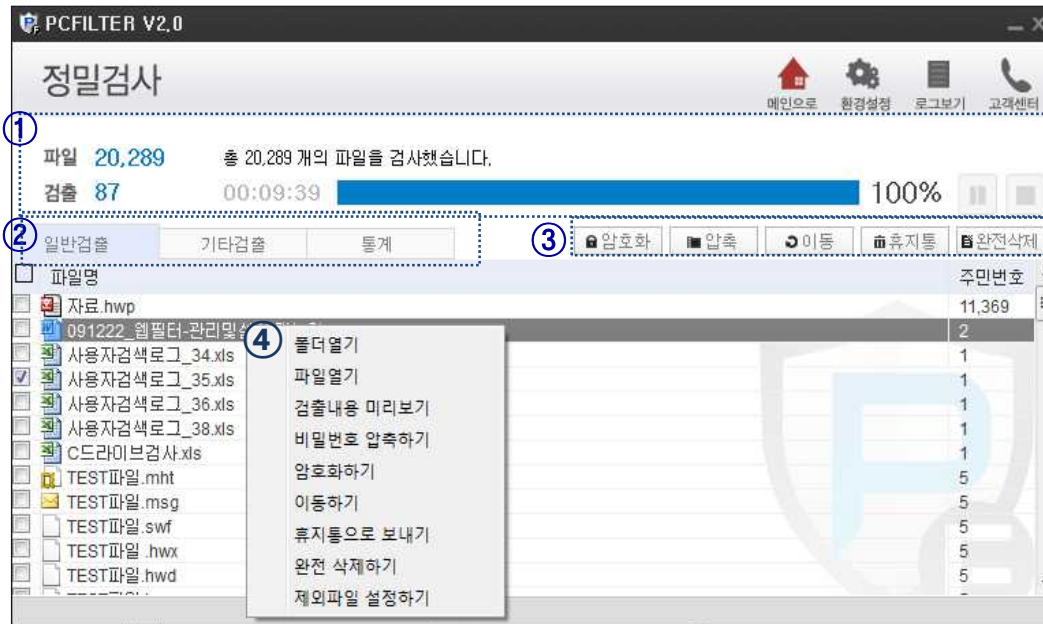 PCFILTER V2.0
정밀검사
메인으로 환경설정 로그보기 고객센터
①
파일 20,289 총 20,289 개의 파일을 검사했습니다.
검출 87 00:09:39 100%
② 일반검출 기타검출 통계 ③ 암호화 압축 이동 휴지통 완전삭제
파일명 주민번호
자료.hwp 11,369
091222_웹필터-관리및 2
④
사용자검색로그_34.xls 1
사용자검색로그_35.xls 1
사용자검색로그_36.xls 1
사용자검색로그_38.xls 1
C드라이브검사.xls 1
TEST파일.mht 5
TEST파일.msg 5
TEST파일.swf 5
TEST파일 .hwx 5
TEST파일.hwd 5
폴더열기
파일열기
검출내용 미리보기
비밀번호 압축하기
암호화하기
이동하기
휴지통으로 보내기
완전 삭제하기
제외파일 설정하기